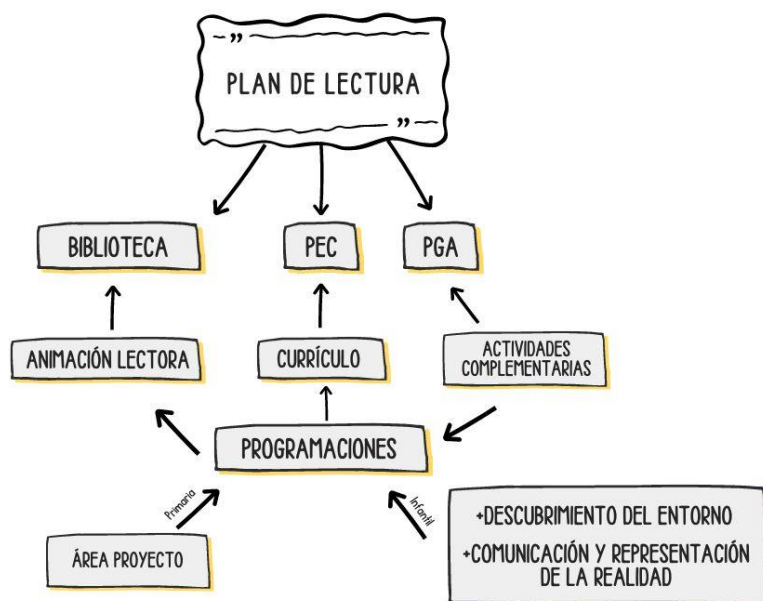 PLAN DE LECTURA
BIBLIOTECA
PEC
PGA
ANIMACIÓN LECTORA
CURRÍCULO
ACTIVIDADES
COMPLEMENTARIAS
PROGRAMACIONES
Primaria
Infantil
ÁREA PROYECTO
+DESCUBRIMIENTO DEL ENTORNO
+COMUNICACIÓN Y REPRESENTACIÓN
DE LA REALIDAD